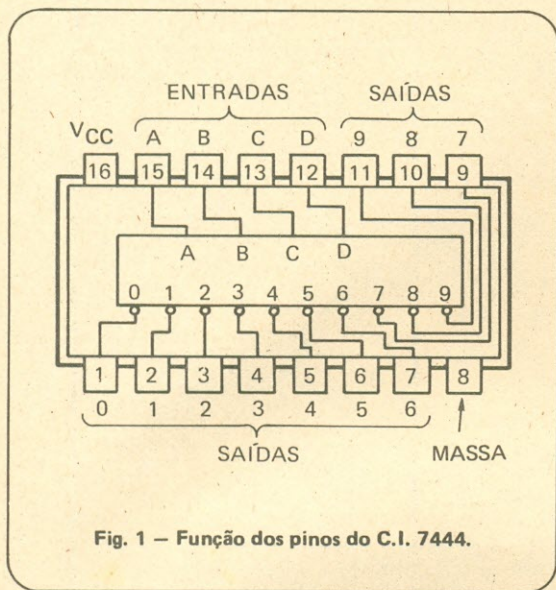 ENTRADAS SAÍDAS
VCC A B C D 9 8 7
16 15 14 13 12 11 10 9
A B C D
0 1 2 3 4 5 6 7 8 9
1 2 3 4 5 6 7 8
0 1 2 3 4 5 6
SAÍDAS MASSA
Fig. 1 — Função dos pinos do C.I. 7444.